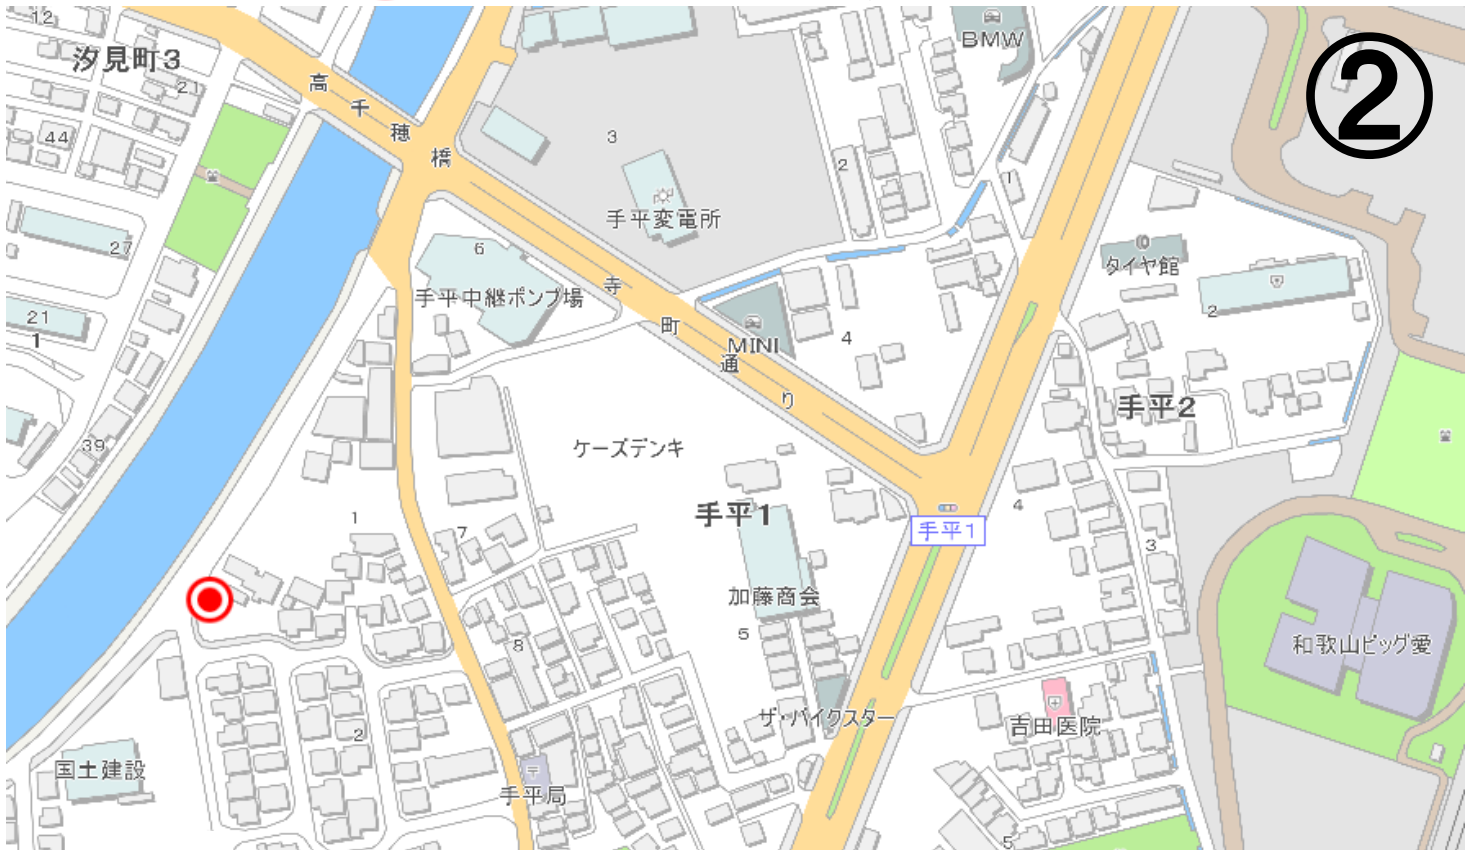 12
汐見町3
21
BMW
②
高千穂橋
44
3
2
1
手平変電所
27
6
タイヤ館
手平中継ポンプ場
2
21
1
寺町通り
MINI
4
手平2
39
ケーズデンキ
手平1
4
1
7
手平1
3
加藤商会
5
8
和歌山ビッグ愛
ザ・バイクスター
吉田医院
2
国土建設
〒
手平局
5